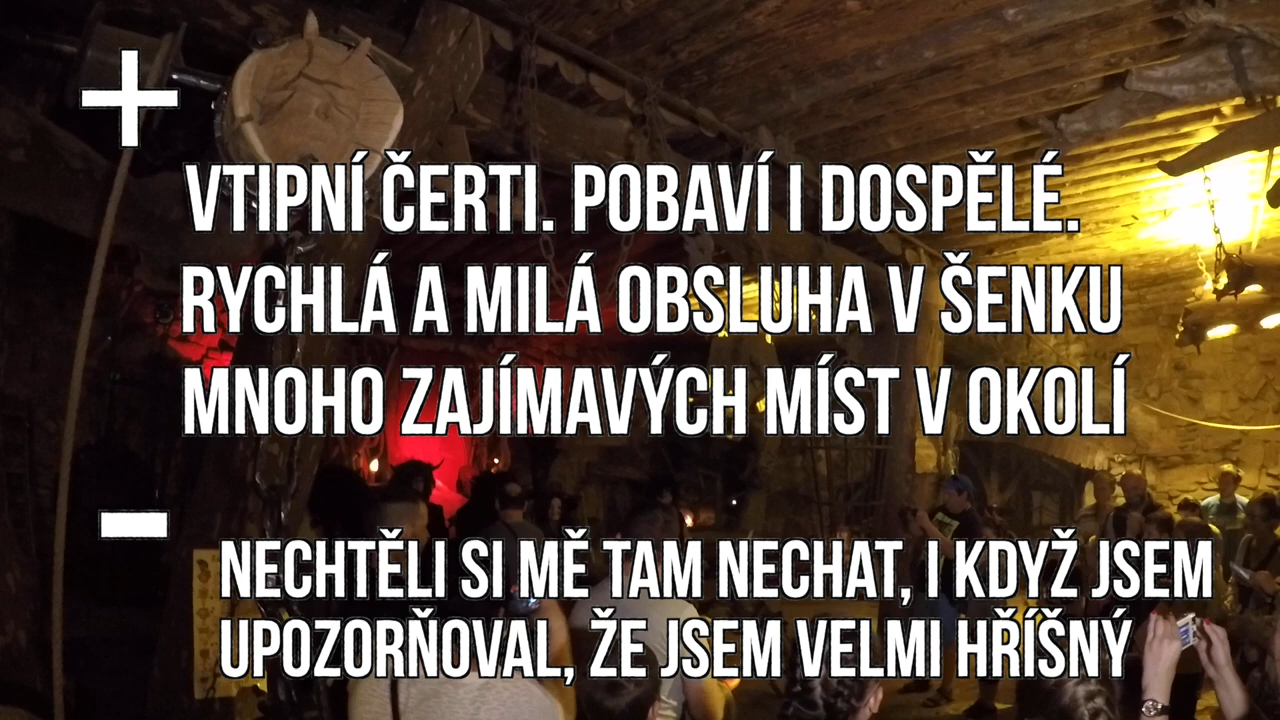 +
VTIPNÍ ČERTI. POBAVÍ I DOSPĚLÉ.
RYCHLÁ A MILÁ OBSLUHA V ŠENKU
MNOHO ZAJÍMAVÝCH MÍST V OKOLÍ
-
NECHTĚLI SI MĚ TAM NECHAT, I KDYŽ JSEM
UPOZORŇOVAL, ŽE JSEM VELMI HŘÍŠNÝ